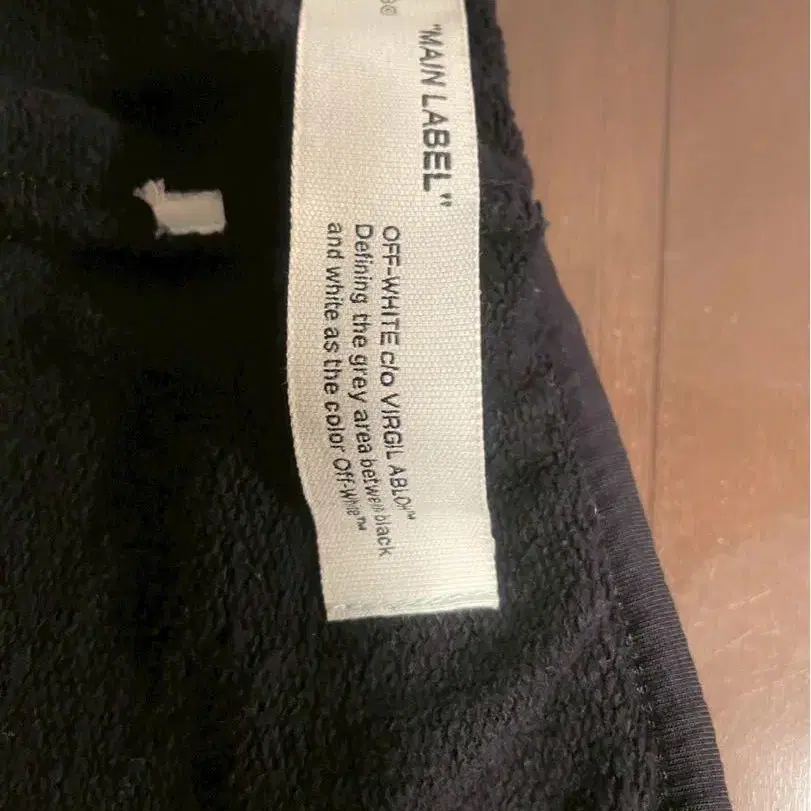 "MAIN LABEL"
OFF-WHITE c/o VIRGIL ABLOH™
Defining the grey area between black
and white as the color Off-White™